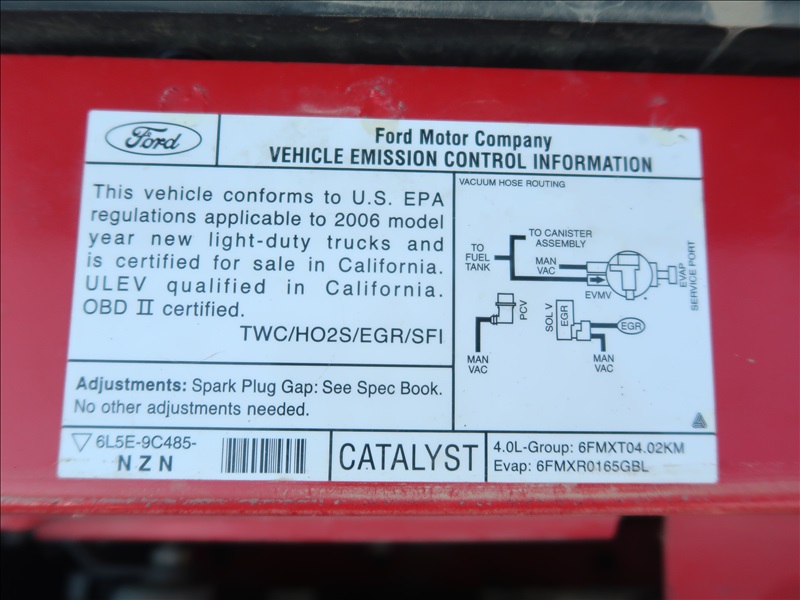 Ford
Ford Motor Company
VEHICLE EMISSION CONTROL INFORMATION
This vehicle conforms to U.S. EPA
regulations applicable to 2006 model
year new light-duty trucks and
is certified for sale in California.
ULEV qualified in California.
OBD II certified.
TWC/HO2S/EGR/SFI
VACUUM HOSE ROUTING
TO FUEL TANK
TO CANISTER
ASSEMBLY
MAN
VAC
EVMV
EVAP
SERVICE PORT
PCV
MAN
VAC
SOL V
EGR
EGR
MAN
VAC
Adjustments: Spark Plug Gap: See Spec Book.
No other adjustments needed.
6L5E-9C485-
NZN
CATALYST
4.0L-Group: 6FMXT04.02KM
Evap: 6FMXR0165GBL